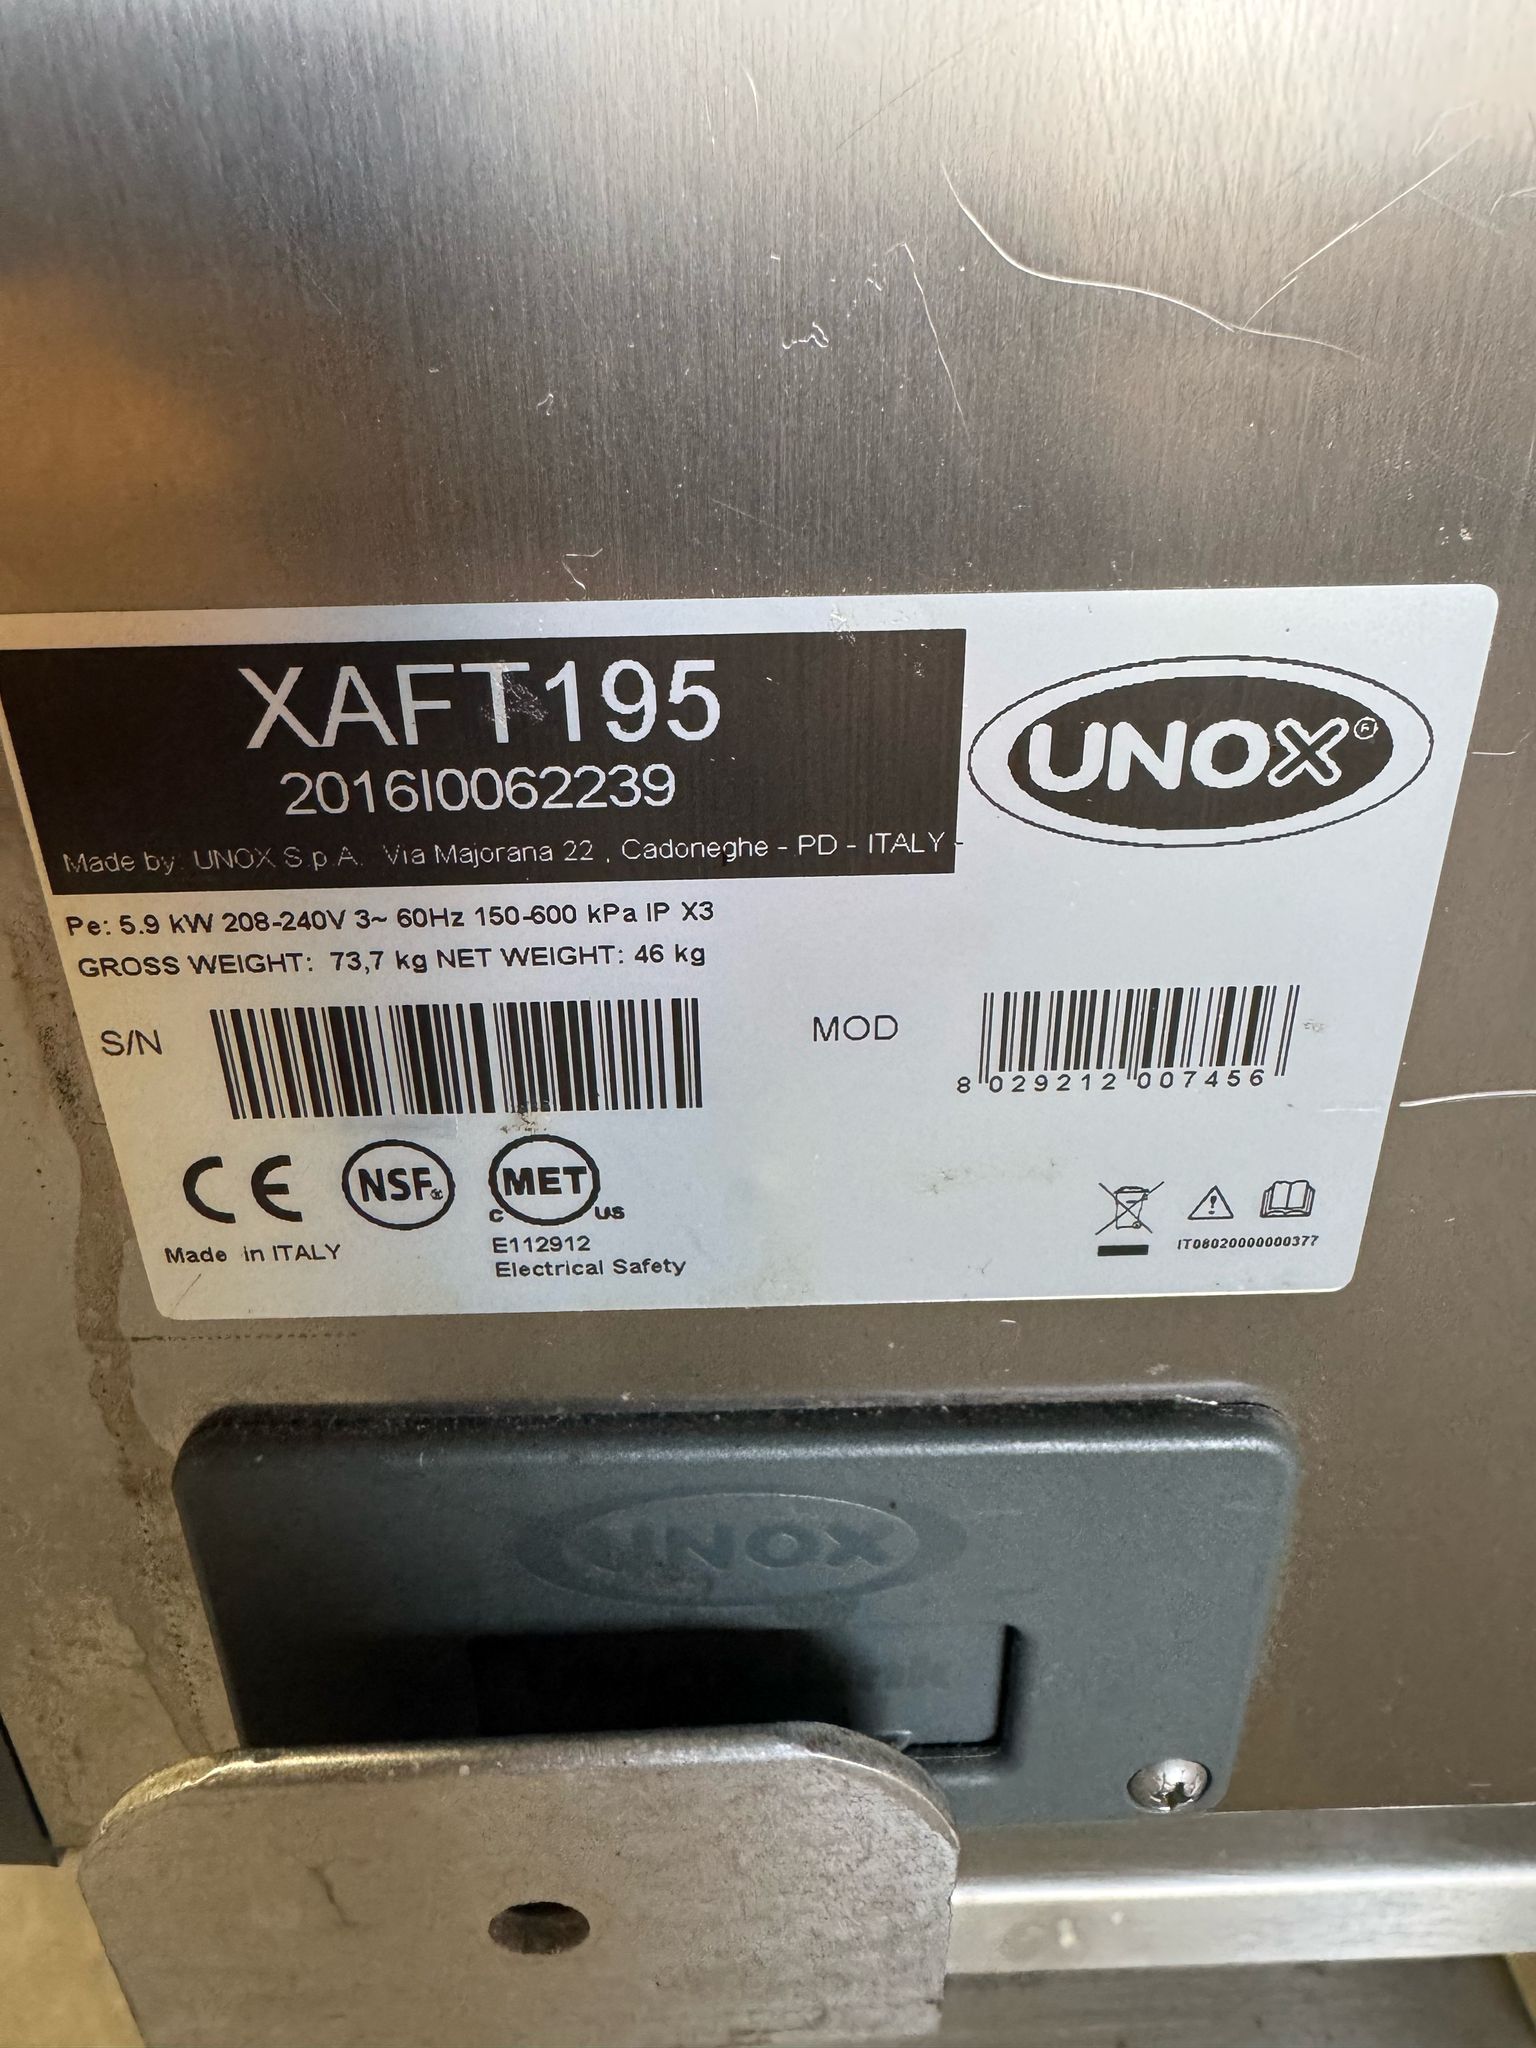 XAFT195
2016I0062239
Made by: UNOX S.p.A. Via Majorana 22 , Cadoneghe - PD - ITALY -
UNOX®
Pe: 5.9 kW 208-240V 3~ 60Hz 150-600 kPa IP X3
GROSS WEIGHT: 73,7 kg NET WEIGHT: 46 kg
S/N
MOD
8 029212 007456
CE
NSF®
MET
c us
Made in ITALY
E112912
Electrical Safety
IT08020000000377
UNOX